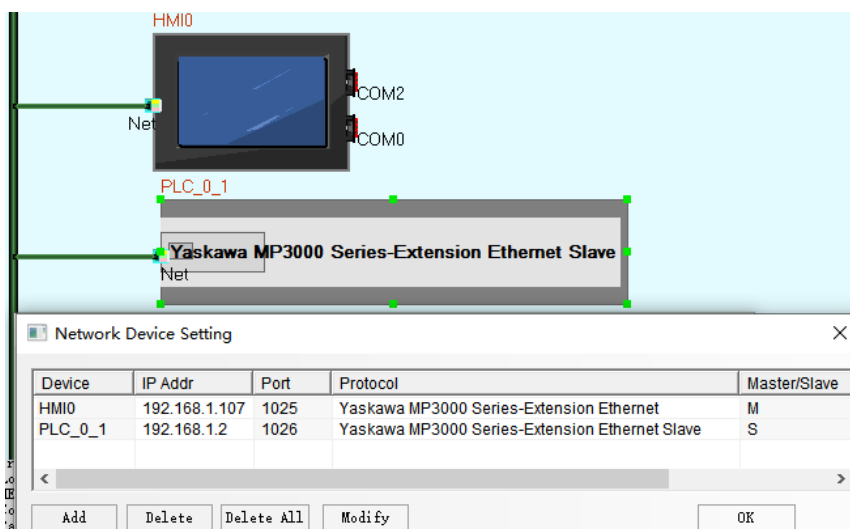 HMI0
COM2
Net
COM0
PLC_0_1
Yaskawa MP3000 Series-Extension Ethernet Slave
Net
Network Device Setting
Device IP Addr Port Protocol Master/Slave
HMI0 192.168.1.107 1025 Yaskawa MP3000 Series-Extension Ethernet M
PLC_0_1 192.168.1.2 1026 Yaskawa MP3000 Series-Extension Ethernet Slave S
Add Delete Delete All Modify OK